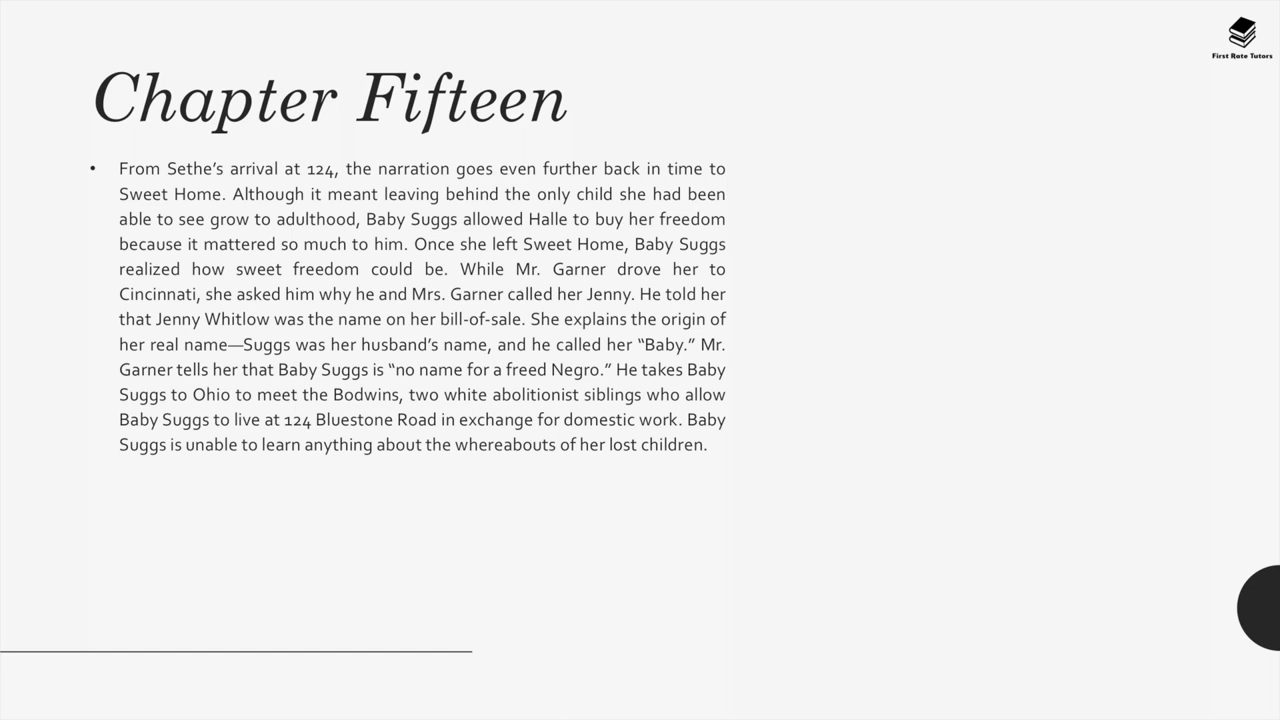 First Rate Tutors
Chapter Fifteen
• From Sethe’s arrival at 124, the narration goes even further back in time to
Sweet Home. Although it meant leaving behind the only child she had been
able to see grow to adulthood, Baby Suggs allowed Halle to buy her freedom
because it mattered so much to him. Once she left Sweet Home, Baby Suggs
realized how sweet freedom could be. While Mr. Garner drove her to
Cincinnati, she asked him why he and Mrs. Garner called her Jenny. He told her
that Jenny Whitlow was the name on her bill-of-sale. She explains the origin of
her real name—Suggs was her husband’s name, and he called her “Baby.” Mr.
Garner tells her that Baby Suggs is “no name for a freed Negro.” He takes Baby
Suggs to Ohio to meet the Bodwins, two white abolitionist siblings who allow
Baby Suggs to live at 124 Bluestone Road in exchange for domestic work. Baby
Suggs is unable to learn anything about the whereabouts of her lost children.